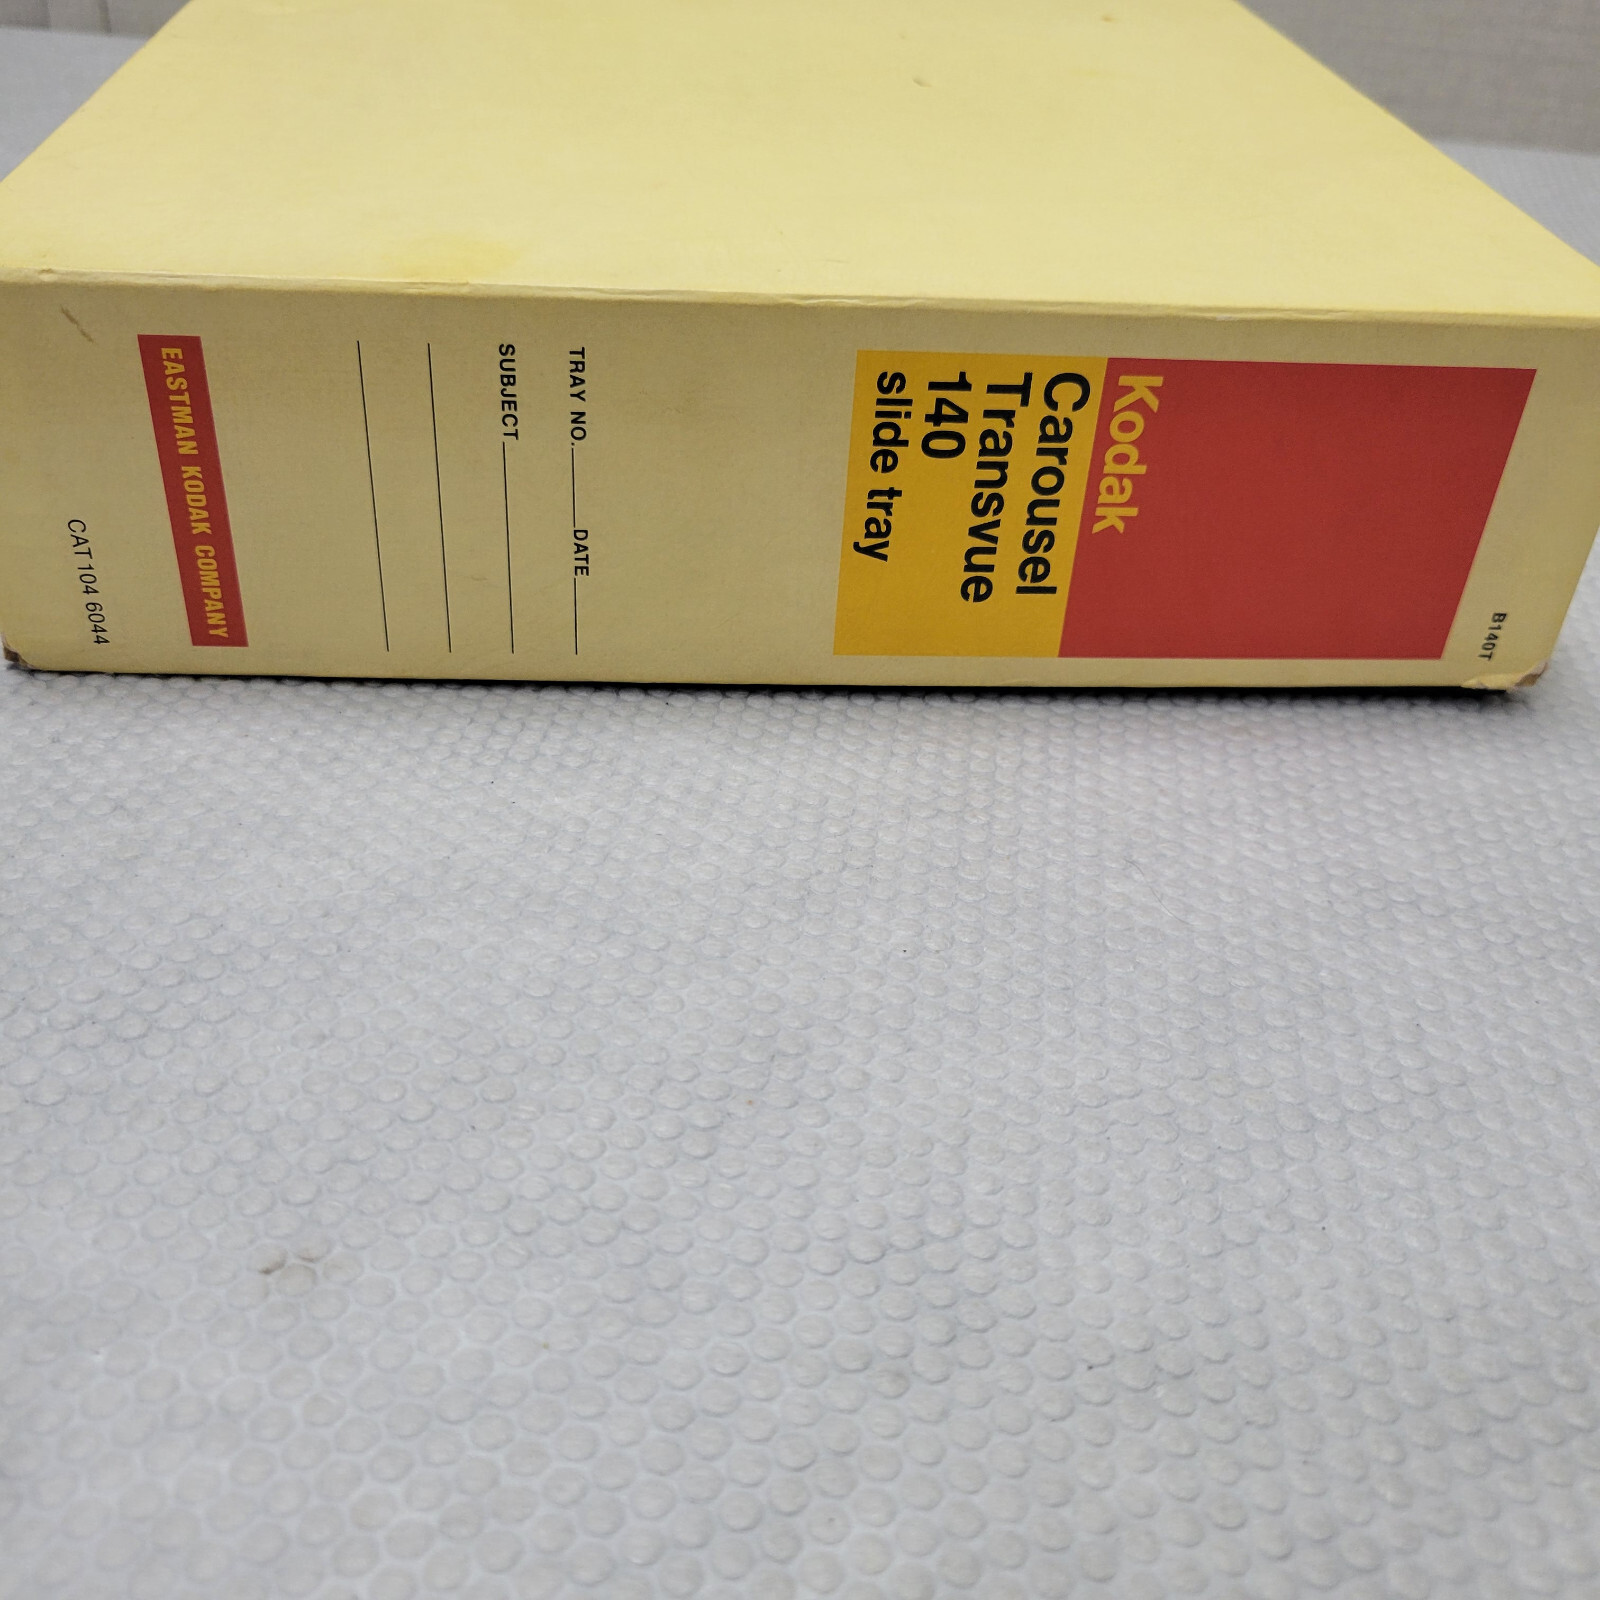 B140T
Kodak
Carousel
Transvue
140
slide tray
TRAY NO. DATE
SUBJECT
EASTMAN KODAK COMPANY
CAT 104 6044